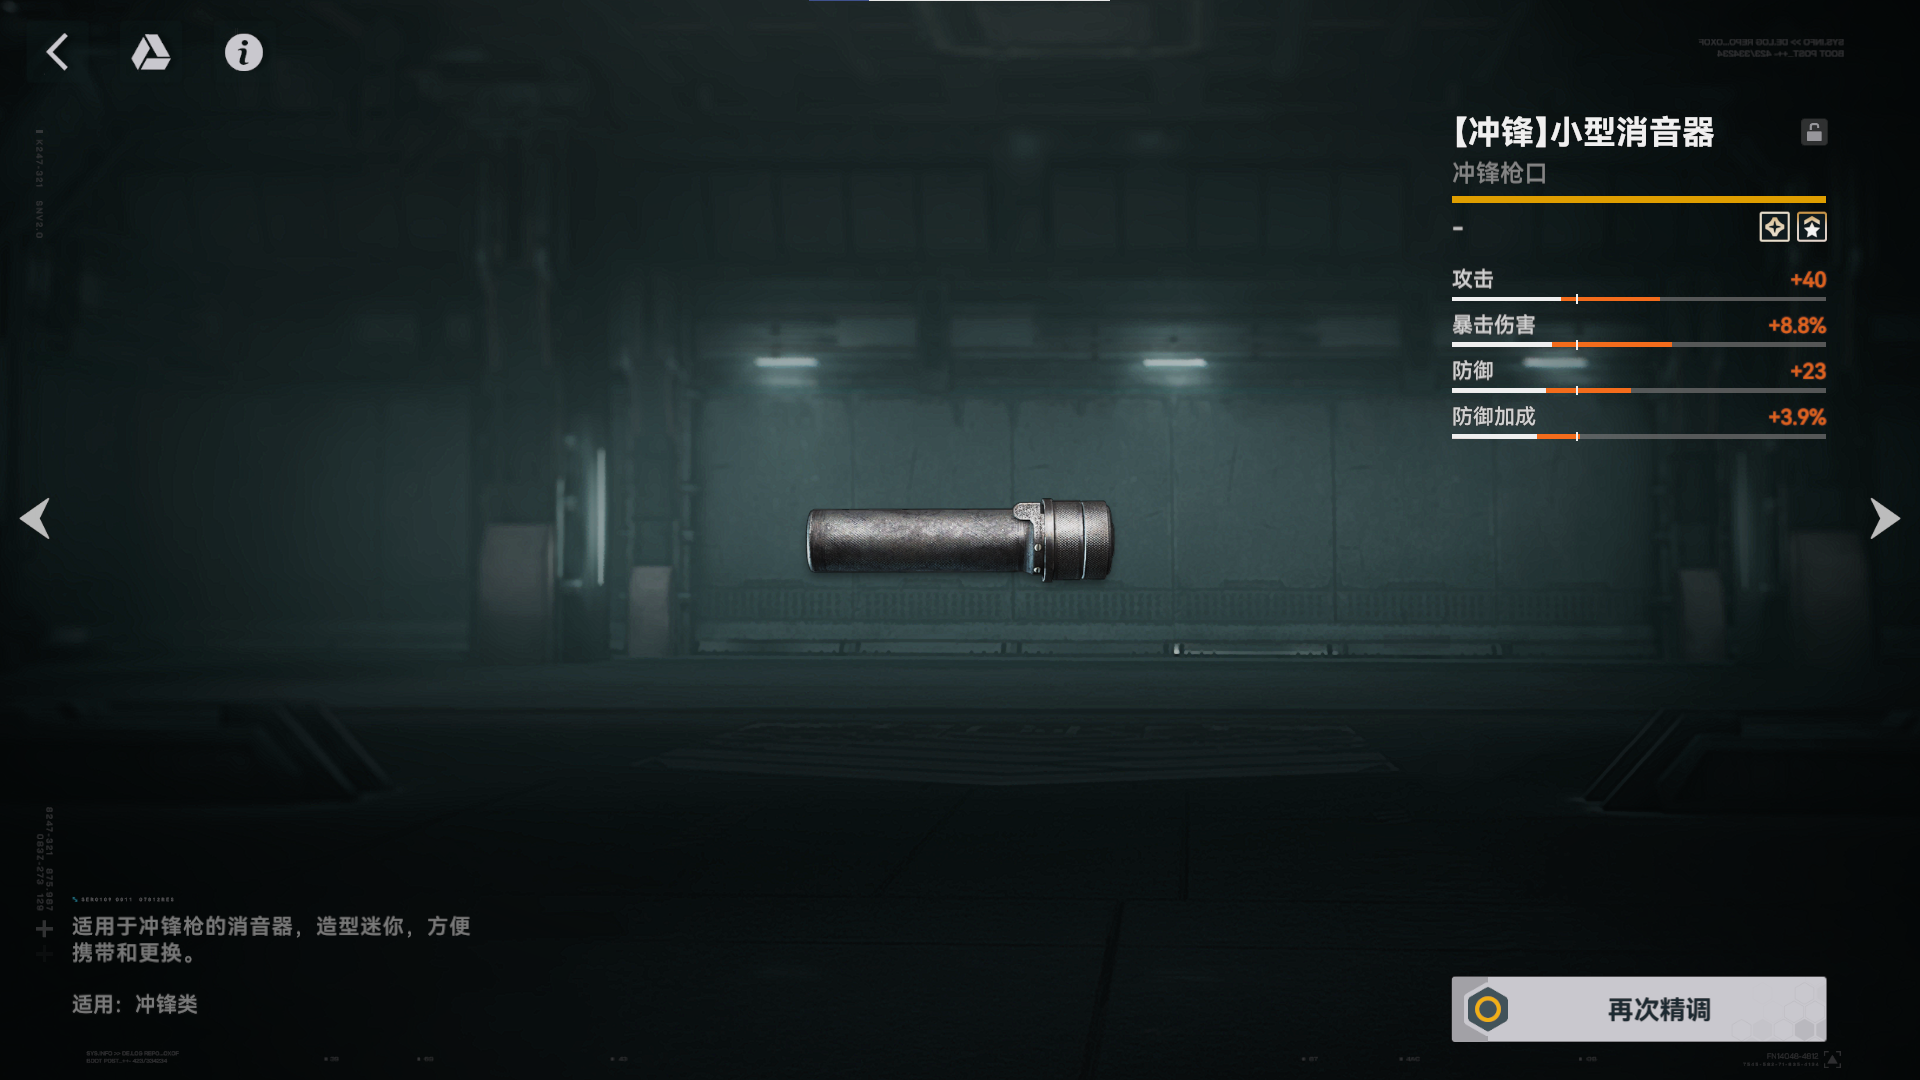 【冲锋】小型消音器
冲锋枪口
-
攻击 +40
暴击伤害 +8.8%
防御 +23
防御加成 +3.9%
适用于冲锋枪的消音器，造型迷你，方便
携带和更换。
适用：冲锋类
再次精调